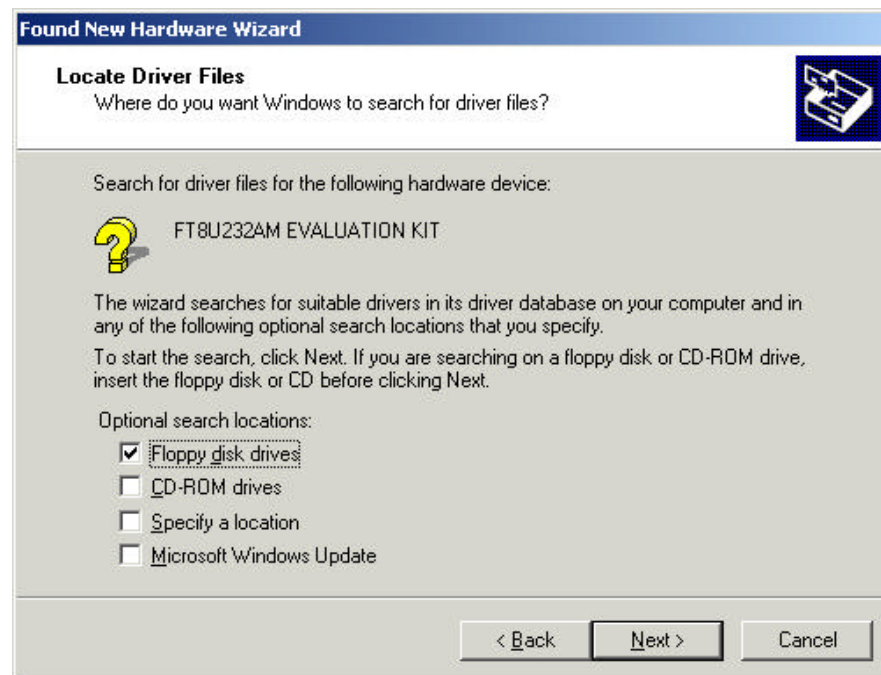 Found New Hardware Wizard
Locate Driver Files
Where do you want Windows to search for driver files?
Search for driver files for the following hardware device:
FT8U232AM EVALUATION KIT
The wizard searches for suitable drivers in its driver database on your computer and in
any of the following optional search locations that you specify.
To start the search, click Next. If you are searching on a floppy disk or CD-ROM drive,
insert the floppy disk or CD before clicking Next.
Optional search locations:
Floppy disk drives
CD-ROM drives
Specify a location
Microsoft Windows Update
< Back Next > Cancel